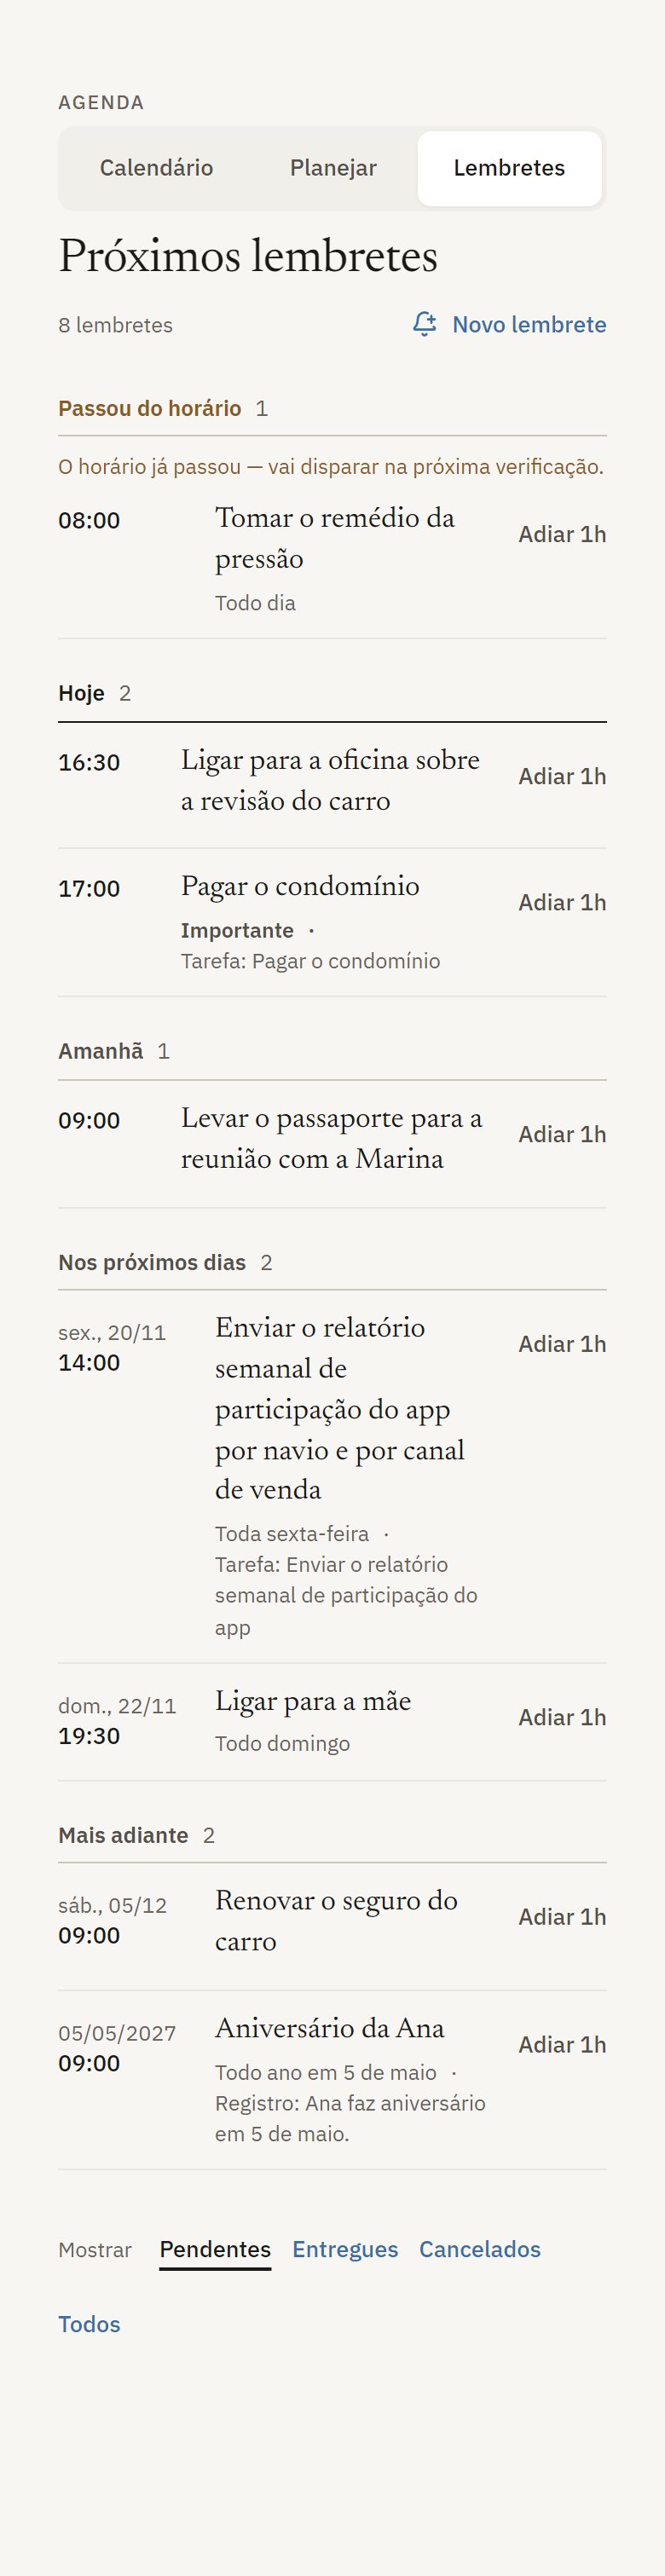 AGENDA
Calendário Planejar Lembretes
Próximos lembretes
8 lembretes Novo lembrete
Passou do horário 1
O horário já passou — vai disparar na próxima verificação.
08:00 Tomar o remédio da Adiar 1h
pressão
Todo dia
Hoje 2
16:30 Ligar para a oficina sobre Adiar 1h
a revisão do carro
17:00 Pagar o condomínio Adiar 1h
Importante ·
Tarefa: Pagar o condomínio
Amanhã 1
09:00 Levar o passaporte para a Adiar 1h
reunião com a Marina
Nos próximos dias 2
sex., 20/11 Enviar o relatório Adiar 1h
14:00 semanal de
participação do app
por navio e por canal
de venda
Toda sexta-feira ·
Tarefa: Enviar o relatório
semanal de participação do
app
dom., 22/11 Ligar para a mãe Adiar 1h
19:30 Todo domingo
Mais adiante 2
sáb., 05/12 Renovar o seguro do Adiar 1h
09:00 carro
05/05/2027 Aniversário da Ana Adiar 1h
09:00 Todo ano em 5 de maio ·
Registro: Ana faz aniversário
em 5 de maio.
Mostrar Pendentes Entregues Cancelados
Todos